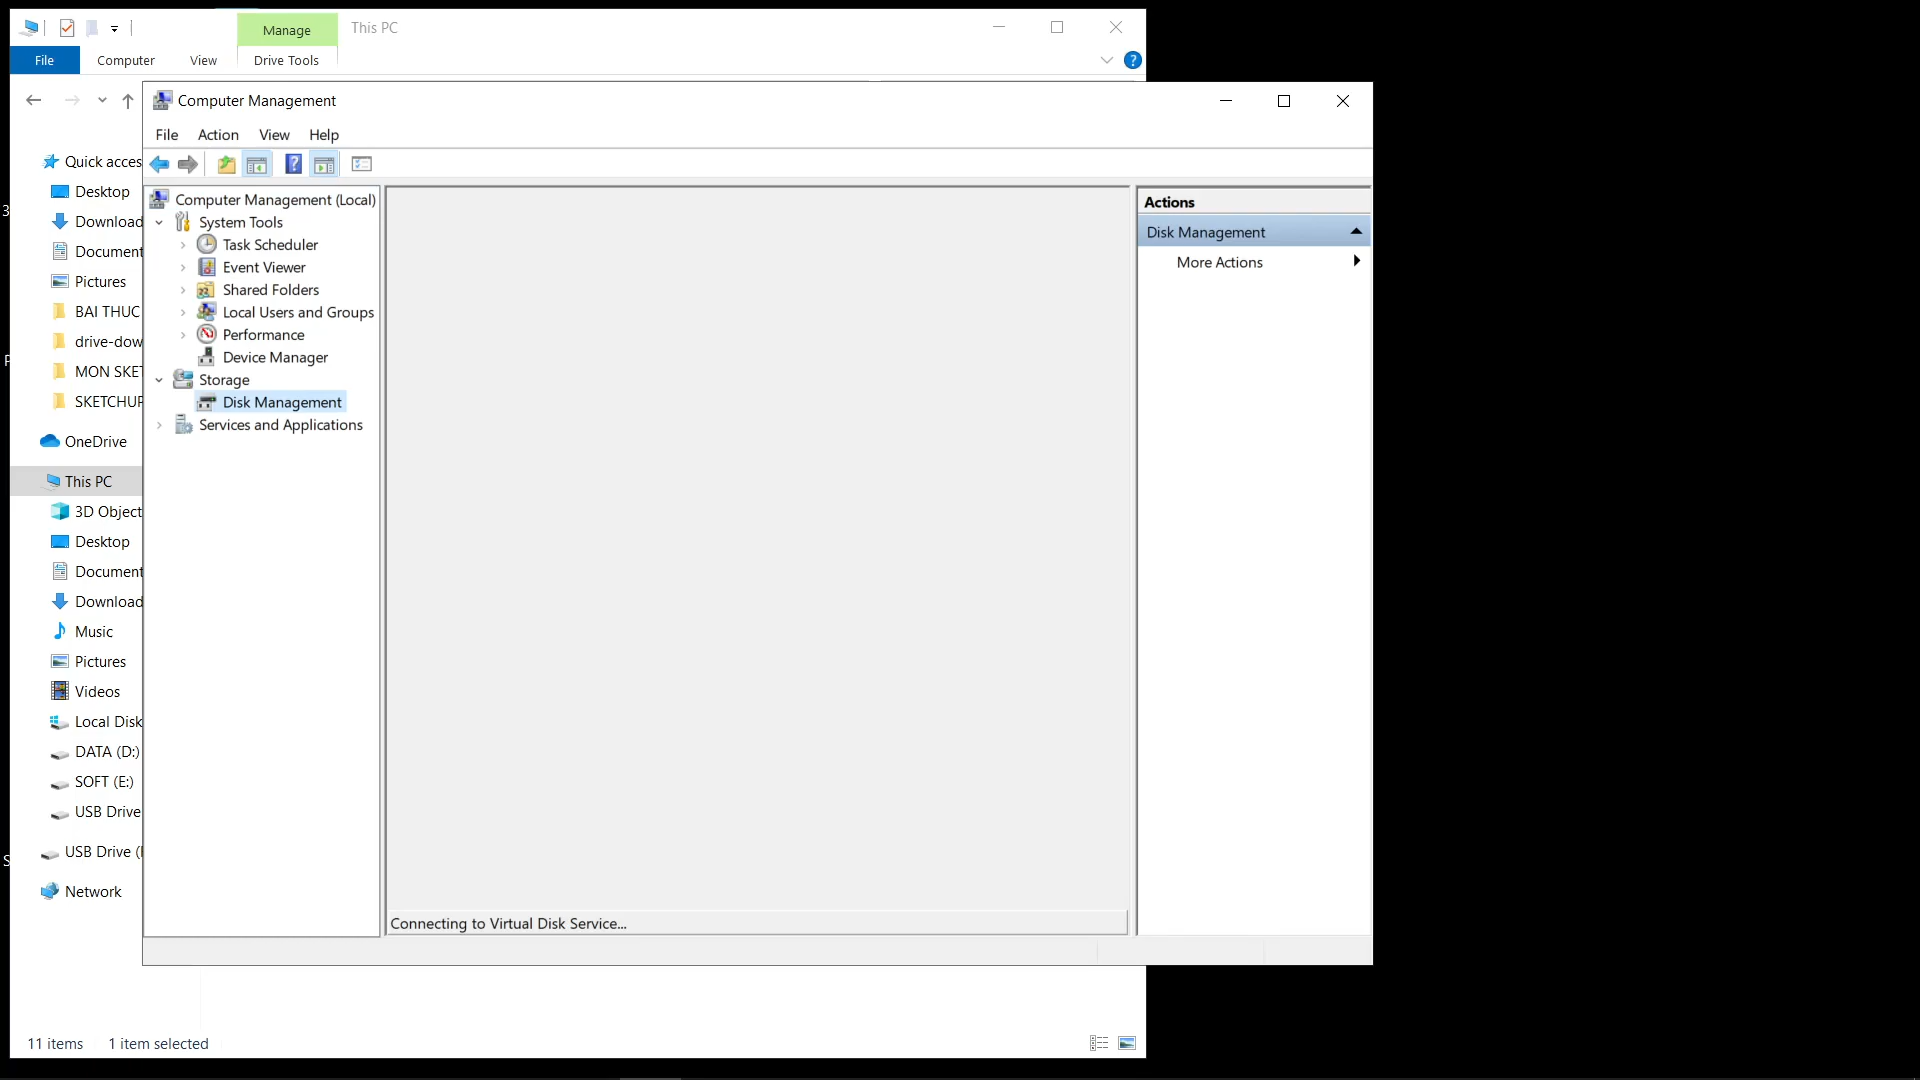 Manage
This PC
File
Computer
View
Drive Tools
Computer Management
File
Action
View
Help
Quick acces
Desktop
Download
Document
Pictures
BAI THUC
drive-dow
MON SKET
SKETCHUP
OneDrive
This PC
3D Object
Desktop
Document
Download
Music
Pictures
Videos
Local Disk
DATA (D:)
SOFT (E:)
USB Drive
USB Drive (
Network
Computer Management (Local)
System Tools
Task Scheduler
Event Viewer
Shared Folders
Local Users and Groups
Performance
Device Manager
Storage
Disk Management
Services and Applications
Connecting to Virtual Disk Service...
Actions
Disk Management
More Actions
11 items
1 item selected